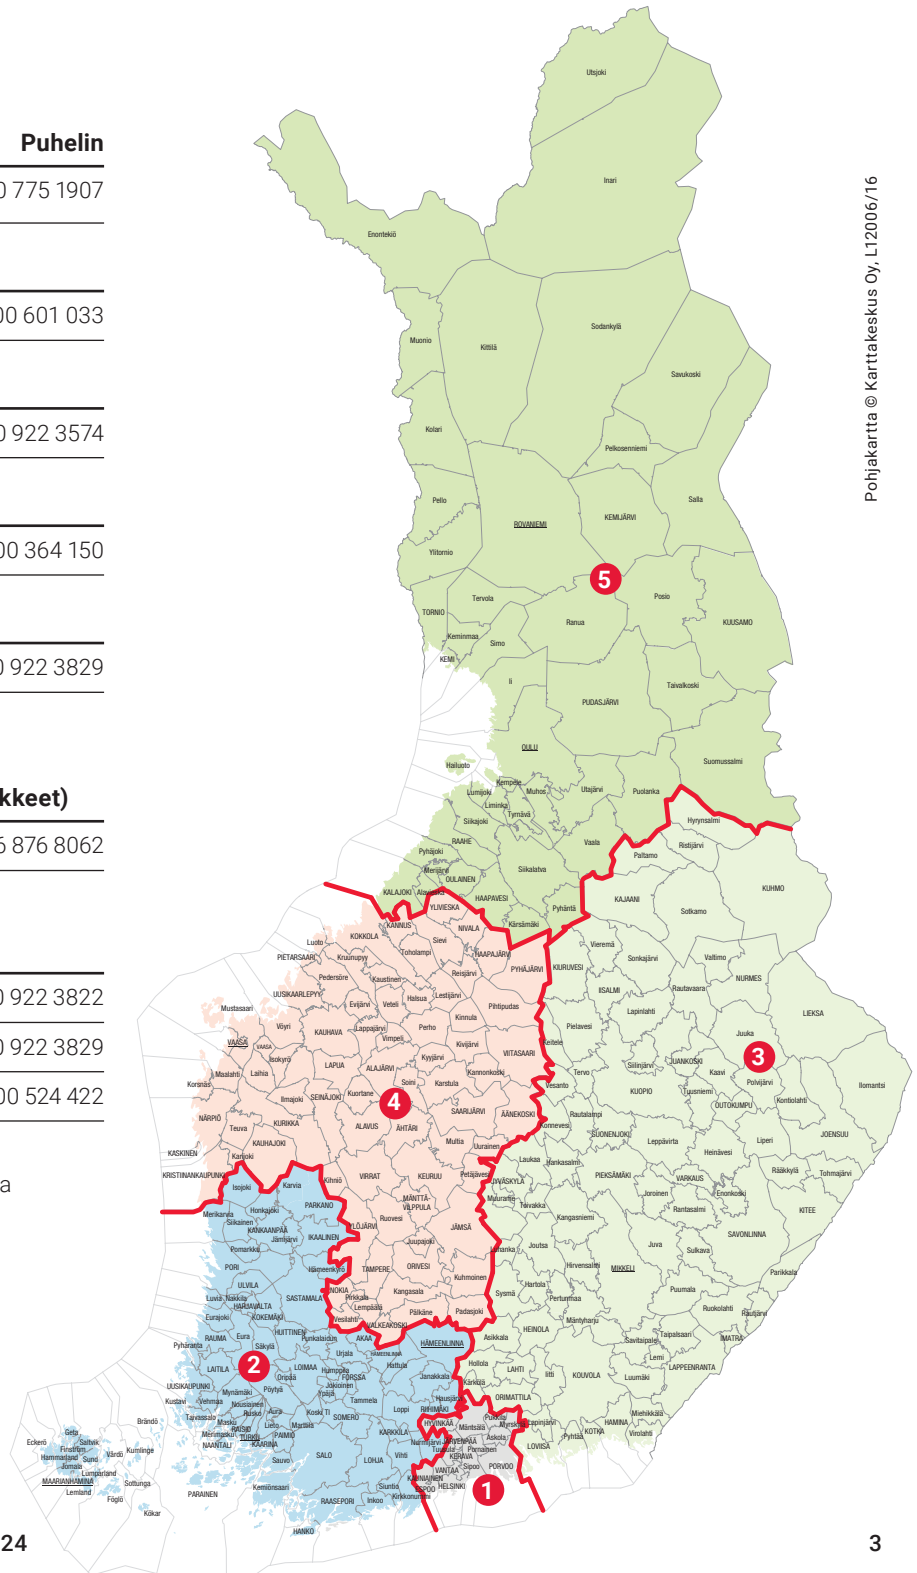 Puhelin
0 775 1907
00 601 033
0 922 3574
00 364 150
0 922 3829
kkeet)
6 876 8062
0 922 3822
0 922 3829
00 524 422
a
24
Pohjakartta © Karttakeskus Oy, L12006/16
Utsjoki
Inari
Enontekiö
Muonio
Kittilä
Sodankylä
Savukoski
Kolari
Pelkosenniemi
Pello
ROVANIEMI
KEMIJÄRVI
Salla
Ylitornio
5
Tervola
Posio
TORNIO
Ranua
KUUSAMO
Keminmaa
Simo
KEMI
Ii
Taivalkoski
PUDASJÄRVI
OULU
Suomussalmi
Hailuoto
Kempele
Lumijoki
Muhos
Utajärvi
Puolanka
Liminka
Tyrnävä
Siikajoki
Hyrynsalmi
RAAHE
Vaala
Ristijärvi
Pyhäjoki
Paltamo
Merijärvi
Siikalatva
OULAINEN
KUHMO
KALAJOKI
Alavieska
HAAPAVESI
KAJAANI
YLIVIESKA
Pyhäntä
Sotkamo
KANNUS
NIVALA
Kärsämäki
KOKKOLA
Sievi
Luoto
Vieremä
PIETARSAARI
Kruunupyy
Toholampi
HAAPAJÄRVI
Sonkajärvi
Valtimo
PYHÄJÄRVI
KIURUVESI
Pedersöre
Kaustinen
Reisjärvi
NURMES
UUSIKAARLEPYY
IISALMI
Rautavaara
Evijärvi
Veteli
Halsua
Lestijärvi
Pihtipudas
Mustasaari
Lapinlahti
LIEKSA
Kinnula
Vöyri
KAUHAVA
Lappajärvi
Perho
Pielavesi
Juuka
VAASA
VAASA
Vimpeli
Kivijärvi
Keitele
Isokyrö
Kyyjärvi
VIITASAARI
3
LAPUA
ALAJÄRVI
JUANKOSKI
Maalahti
Laihia
Kannonkoski
Siilinjärvi
Kaavi
Tervo
Korsnäs
Soini
Karstula
Vesanto
KUOPIO
Polvijärvi
Ilomantsi
Ilmajoki
SEINÄJOKI
Kuortane
Tuusniemi
4
Kontiolahti
OUTOKUMPU
NÄRPIÖ
KURIKKA
SAARIJÄRVI
ÄÄNEKOSKI
Rautalampi
Teuva
ALAVUS
ÄHTÄRI
Konnevesi
SUONENJOKI
JOENSUU
KAUHAJOKI
Multia
Leppävirta
Liperi
KASKINEN
Karijoki
Uurainen
Heinävesi
Laukaa
Hankasalmi
KRISTIINANKAUPUNKI
VIRRAT
KEURUU
Petäjävesi
PIEKSÄMÄKI
Rääkkylä
Tohmajärvi
Kihniö
JYVÄSKYLÄ
VARKAUS
Isojoki
Karvia
Joroinen
Enonkoski
MÄNTTÄ-
VILPPULA
Muurame
Toivakka
PARKANO
Rantasalmi
KITEE
Merikarvia
Honkajoki
Ruovesi
Kangasniemi
Siikainen
KANKAANPÄÄ
YLÖJÄRVI
JÄMSÄ
SAVONLINNA
Jämijärvi
IKAALINEN
Juupajoki
Luhanka
Joutsa
Juva
Pomarkku
Sulkava
PORI
Hämeenkyrö
TAMPERE
ORIVESI
Hirvensalmi
MIKKELI
Parikkala
ULVILA
Kuhmoinen
Hartola
Puumala
NOKIA
Kangasala
Luvia
Nakkila
SASTAMALA
Pirkkala
Sysmä
Pertunmaa
HARJAVALTA
Lempäälä
Pälkäne
Padasjoki
Ruokolahti
Rautjärvi
Eurajoki
KOKEMÄKI
Vesilahti
Mäntyharju
VALKEAKOSKI
HEINOLA
Taipalsaari
HUITTINEN
RAUMA
Eura
Punkalaidun
AKAA
Asikkala
Savitaipale
IMATRA
Pyhäranta
Säkylä
Urjala
HÄMEENLINNA
HÄMEENLINNA
Lemi
2
LAPPEENRANTA
LAITILA
LOIMAA
Humppila
Hattula
Hollola
LAHTI
Iitti
KOUVOLA
Luumäki
Oripää
FORSSA
Janakkala
Kärkölä
UUSIKAUPUNKI
Mynämäki
Pöytyä
Jokioinen
Ypäjä
Tammela
Hausjärvi
ORIMATTILA
Kustavi
Vehmaa
Nousiainen
Aura
Koski Tl
Loppi
RIIHIMÄKI
Miehikkälä
Taivassalo
Rusko
SOMERO
HYVINKÄÄ
Pukkila
HAMINA
Masku
Lieto
Marttila
Mäntsälä
Myrskylä
Lapinjärvi
Virolahti
Merimasku
RAISIO
PAIMIO
KARKKILA
Askola
KOTKA
Brändö
TURKU
Nurmijärvi
JÄRVENPÄÄ
Pyhtää
Geta
NAANTALI
KAARINA
Tuusula
Pornainen
LOVIISA
Eckerö
Saltvik
Kumlinge
SALO
LOHJA
Vihti
KERAVA
Finström
Vårdö
Sauvo
VANTAA
Sipoo
PORVOO
Hammarland
Sund
KAUNIAINEN
Jomala
Lumparland
Sottunga
Kemiönsaari
Siuntio
ESPOO
HELSINKI
1
MAARIANHAMINA
PARAINEN
Inkoo
Kirkkonummi
Lemland
Föglö
RAASEPORI
Kökar
HANKO
3